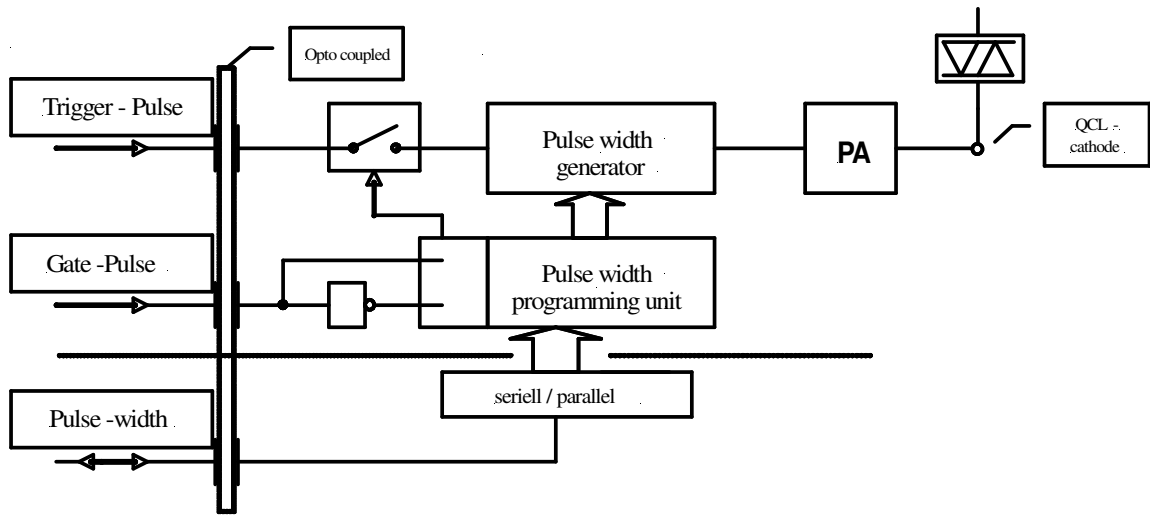 Opto coupled
Trigger - Pulse
Pulse width
generator
PA
QCL -
cathode
Gate -Pulse
Pulse width
programming unit
seriell / parallel
Pulse -width